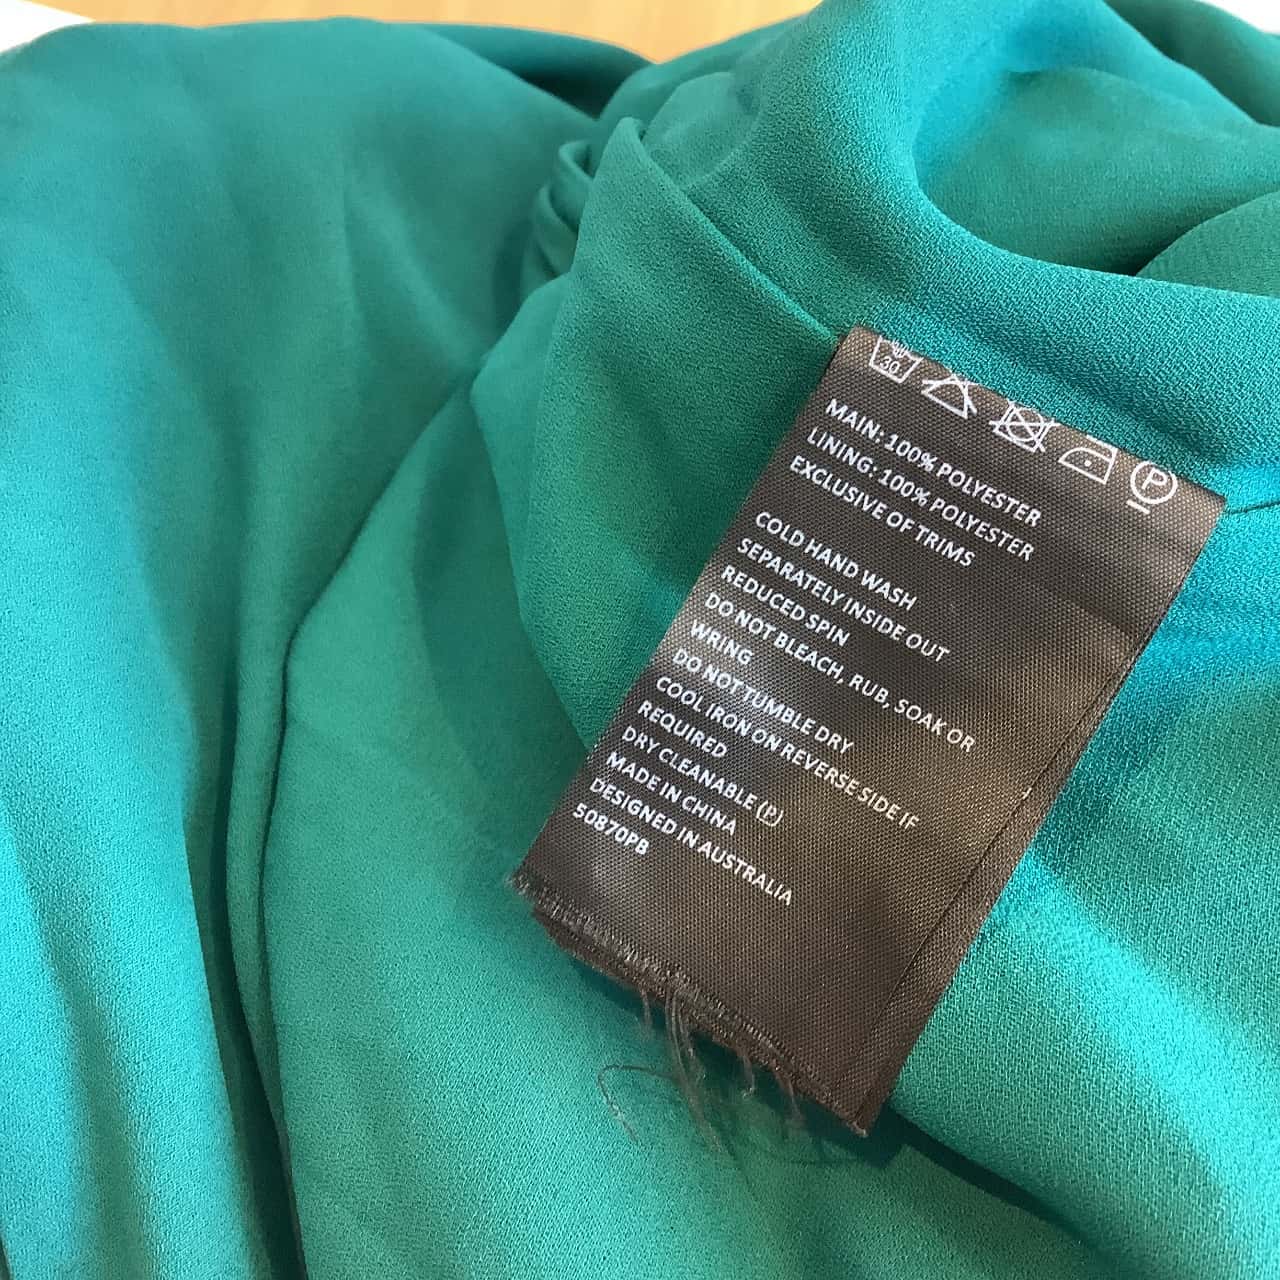 30
P
MAIN: 100% POLYESTER
LINING: 100% POLYESTER
EXCLUSIVE OF TRIMS
COLD HAND WASH
SEPARATELY INSIDE OUT
REDUCED SPIN
DO NOT BLEACH, RUB, SOAK OR
WRING
DO NOT TUMBLE DRY
COOL IRON ON REVERSE SIDE IF
REQUIRED
DRY CLEANABLE (P)
MADE IN CHINA
DESIGNED IN AUSTRALIA
50870PB